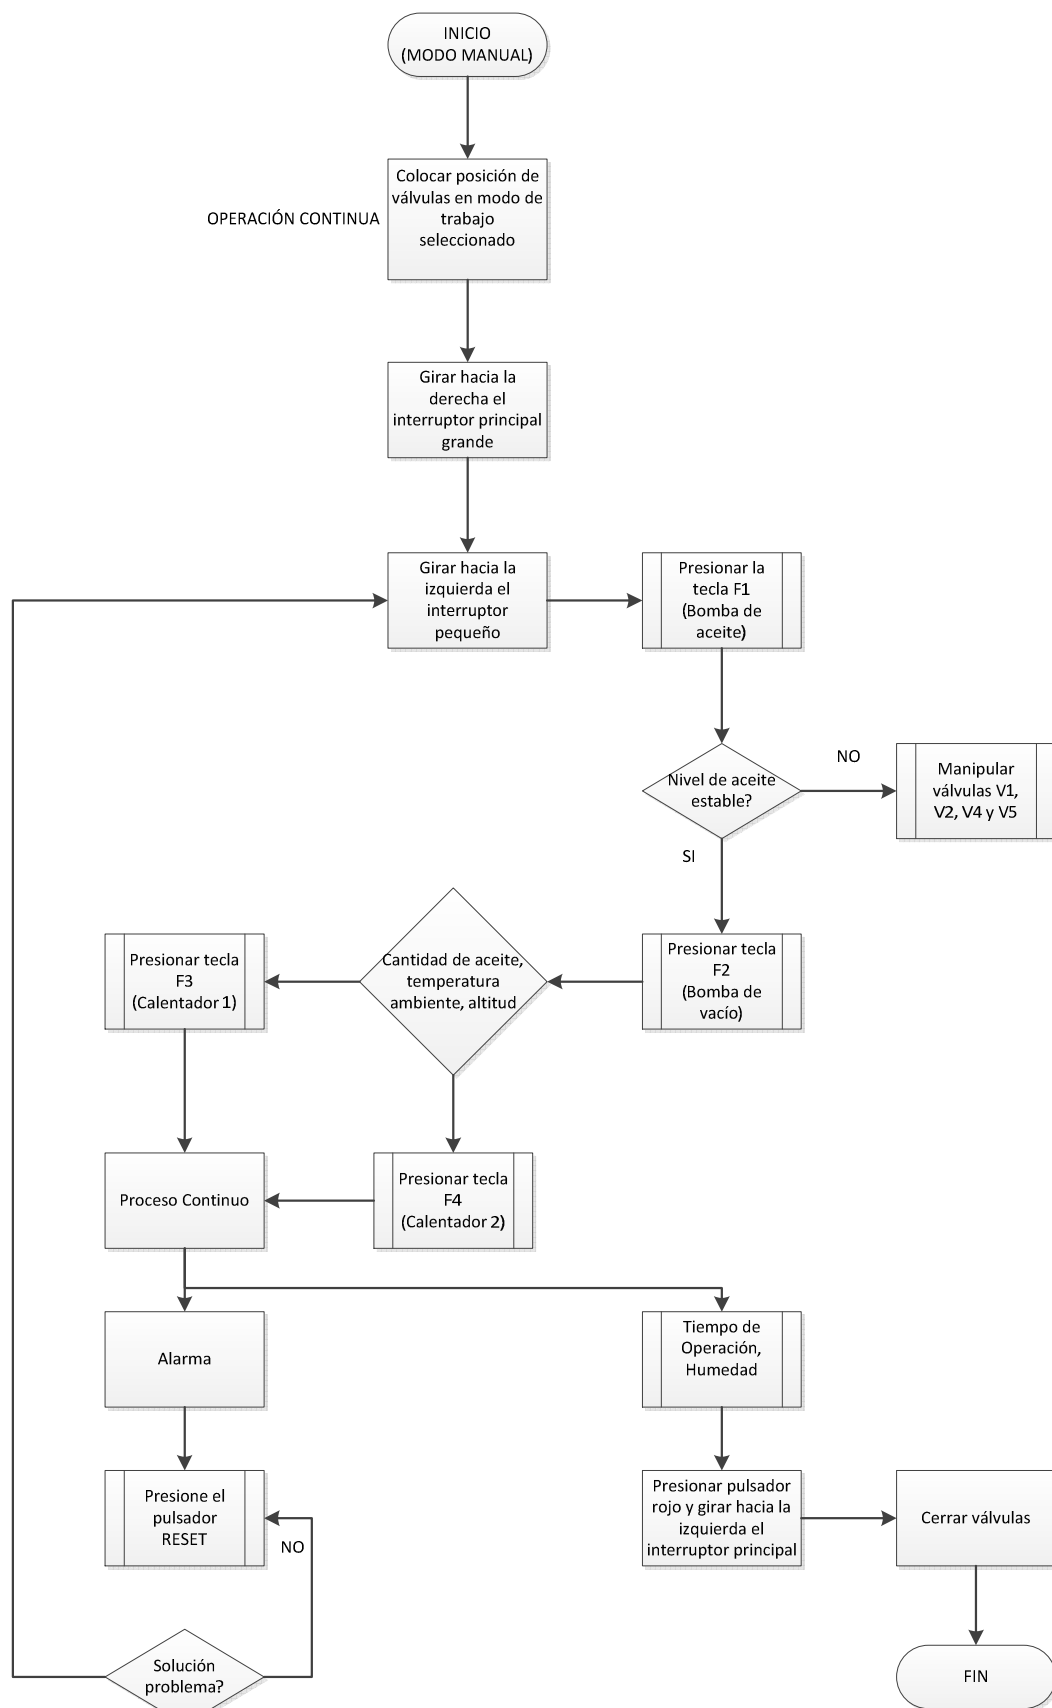 INICIO
(MODO MANUAL)
Colocar posición de
válvulas en modo de
trabajo
seleccionado
OPERACIÓN CONTINUA
Girar hacia la
derecha el
interruptor principal
grande
Girar hacia la
izquierda el
interruptor
pequeño
Presionar la
tecla F1
(Bomba de
aceite)
Nivel de aceite
estable?
NO
Manipular
válvulas V1,
V2, V4 y V5
SI
Presionar tecla
F2
(Bomba de
vacío)
Cantidad de aceite,
temperatura
ambiente, altitud
Presionar tecla
F3
(Calentador 1)
Presionar tecla
F4
(Calentador 2)
Proceso Continuo
Alarma
Tiempo de
Operación,
Humedad
Presione el
pulsador
RESET
NO
Presionar pulsador
rojo y girar hacia la
izquierda el
interruptor principal
Cerrar válvulas
Solución
problema?
FIN